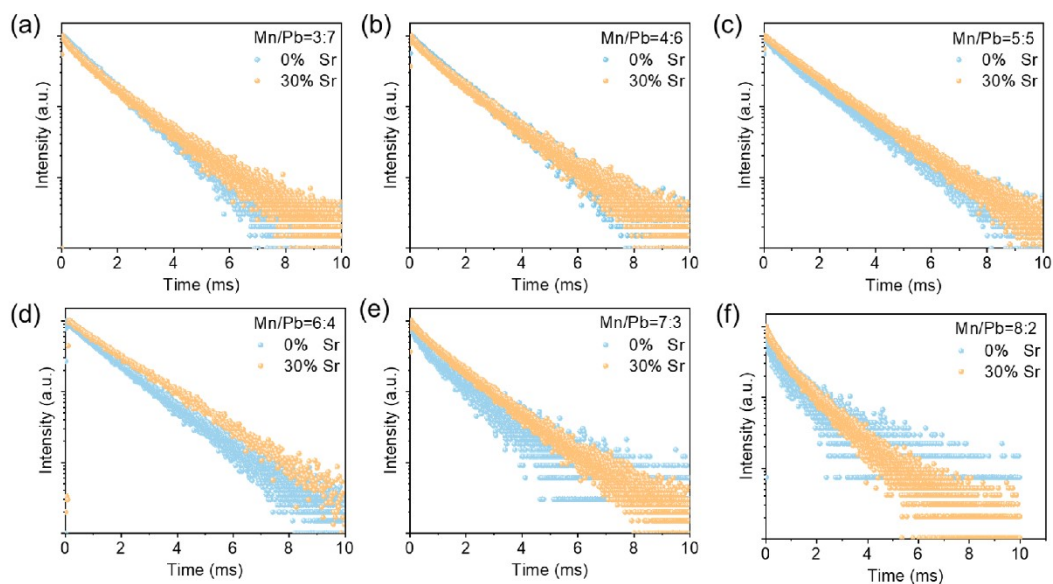 (a)
Mn/Pb=3:7
0% Sr
30% Sr
Intensity (a.u.)
0 2 4 6 8 10
Time (ms)
(b)
Mn/Pb=4:6
0% Sr
30% Sr
Intensity (a.u.)
0 2 4 6 8 10
Time (ms)
(c)
Mn/Pb=5:5
0% Sr
30% Sr
Intensity (a.u.)
0 2 4 6 8 10
Time (ms)
(d)
Mn/Pb=6:4
0% Sr
30% Sr
Intensity (a.u.)
0 2 4 6 8 10
Time (ms)
(e)
Mn/Pb=7:3
0% Sr
30% Sr
Intensity (a.u.)
0 2 4 6 8 10
Time (ms)
(f)
Mn/Pb=8:2
0% Sr
30% Sr
Intensity (a.u.)
0 2 4 6 8 10
Time (ms)